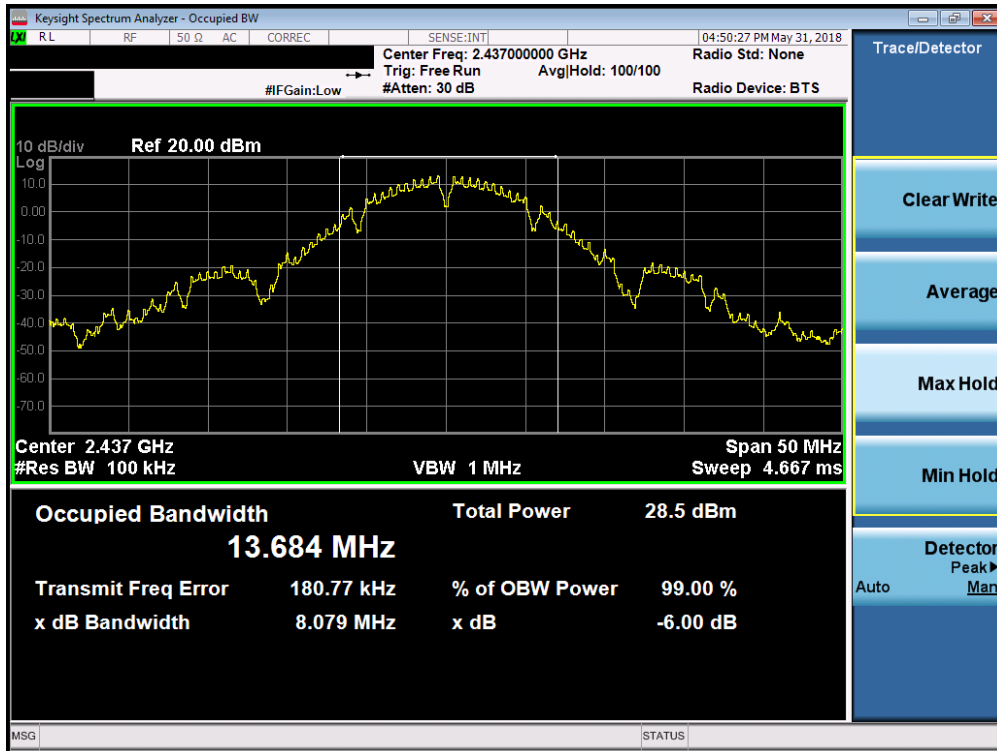 Keysight Spectrum Analyzer - Occupied BW
LXI RL RF 50 Ω AC CORREC SENSE:INT 04:50:27 PM May 31, 2018
Center Freq: 2.437000000 GHz Radio Std: None
Trig: Free Run Avg|Hold: 100/100
#IFGain:Low #Atten: 30 dB Radio Device: BTS
Trace/Detector
10 dB/div Ref 20.00 dBm
Log
10.0
0.00
-10.0
-20.0
-30.0
-40.0
-50.0
-60.0
-70.0
Center 2.437 GHz Span 50 MHz
#Res BW 100 kHz VBW 1 MHz Sweep 4.667 ms
Occupied Bandwidth Total Power 28.5 dBm
13.684 MHz
Transmit Freq Error 180.77 kHz % of OBW Power 99.00 %
x dB Bandwidth 8.079 MHz x dB -6.00 dB
Clear Write
Average
Max Hold
Min Hold
Detector
Peak▶
Auto Man
MSG STATUS